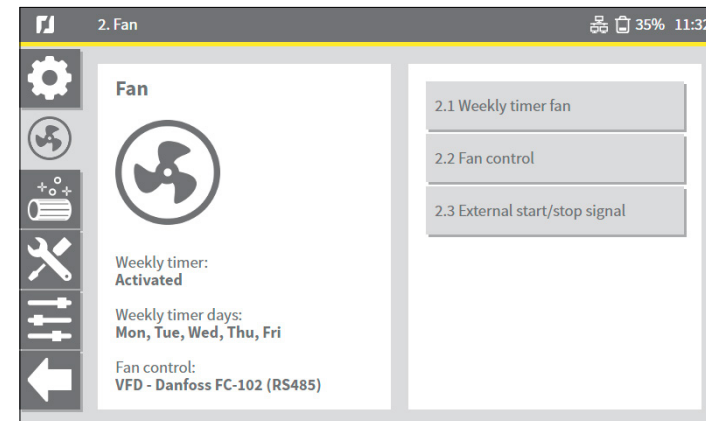 2. Fan
35% 11:32
Fan
Weekly timer:
Activated
Weekly timer days:
Mon, Tue, Wed, Thu, Fri
Fan control:
VFD - Danfoss FC-102 (RS485)
2.1 Weekly timer fan
2.2 Fan control
2.3 External start/stop signal